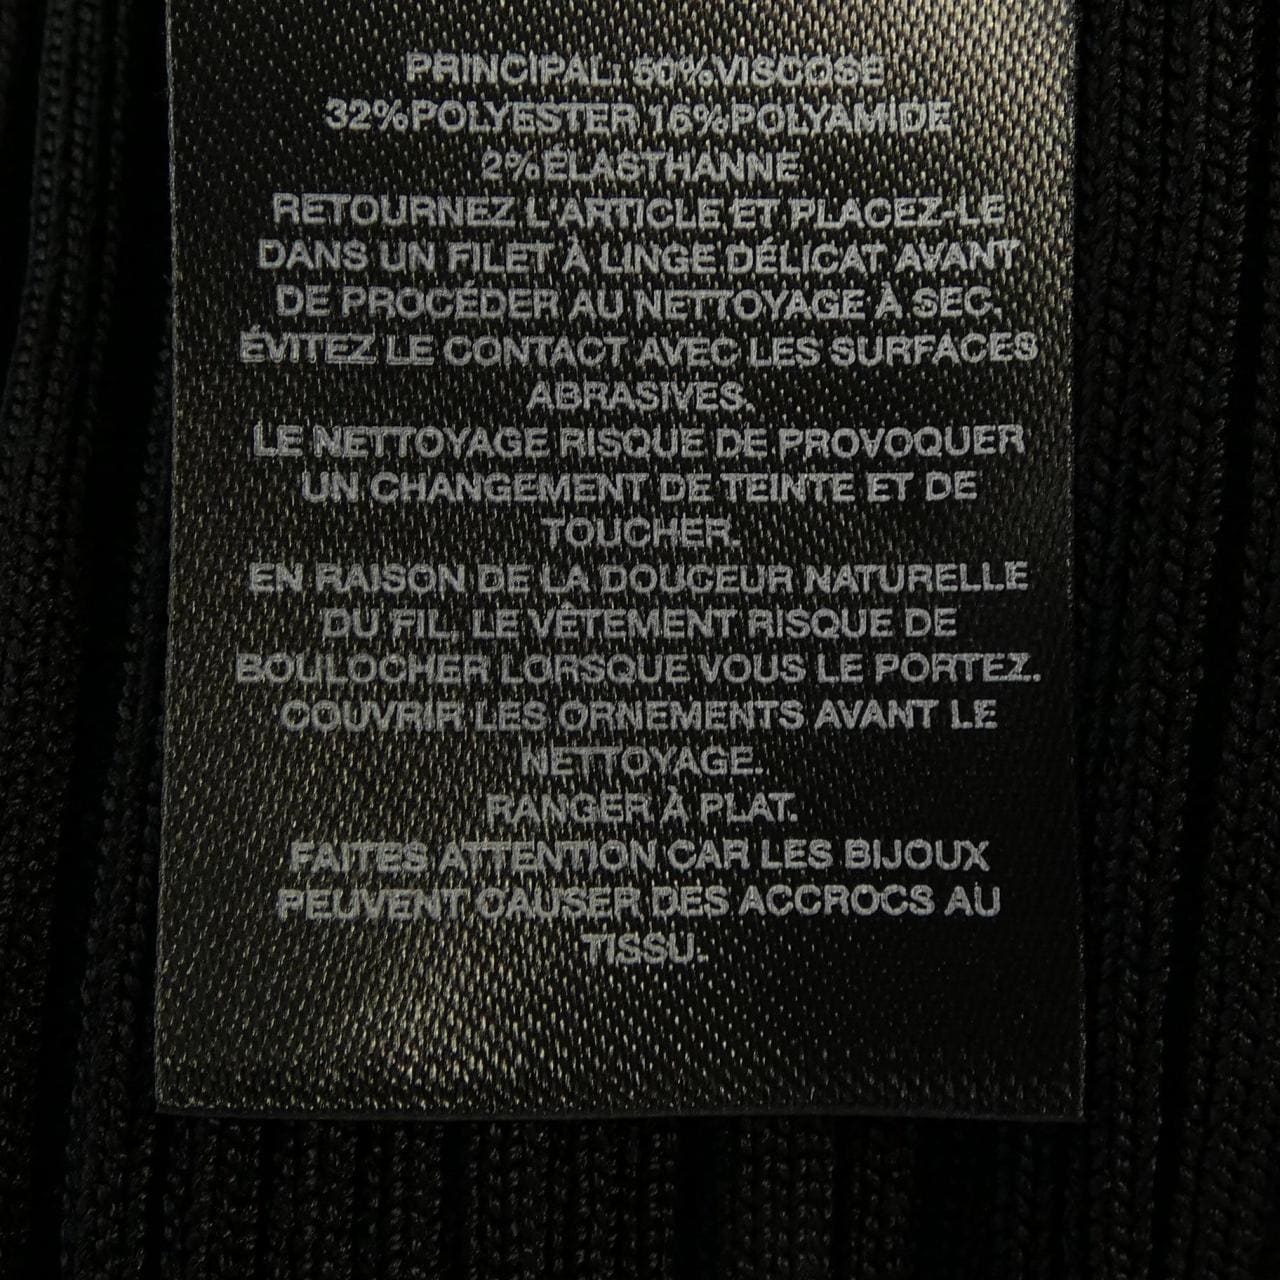 PRINCIPAL: 50%VISCOSE
32%POLYESTER 16%POLYAMIDE
2%ÉLASTHANNE
RETOURNEZ L'ARTICLE ET PLACEZ-LE
DANS UN FILET À LINGE DÉLICAT AVANT
DE PROCÉDER AU NETTOYAGE À SEC.
ÉVITEZ LE CONTACT AVEC LES SURFACES
ABRASIVES.
LE NETTOYAGE RISQUE DE PROVOQUER
UN CHANGEMENT DE TEINTE ET DE
TOUCHER.
EN RAISON DE LA DOUCEUR NATURELLE
DU FIL, LE VÊTEMENT RISQUE DE
BOULOCHER LORSQUE VOUS LE PORTEZ.
COUVRIR LES ORNEMENTS AVANT LE
NETTOYAGE.
RANGER À PLAT.
FAITES ATTENTION CAR LES BIJOUX
PEUVENT CAUSER DES ACCROCS AU
TISSU.